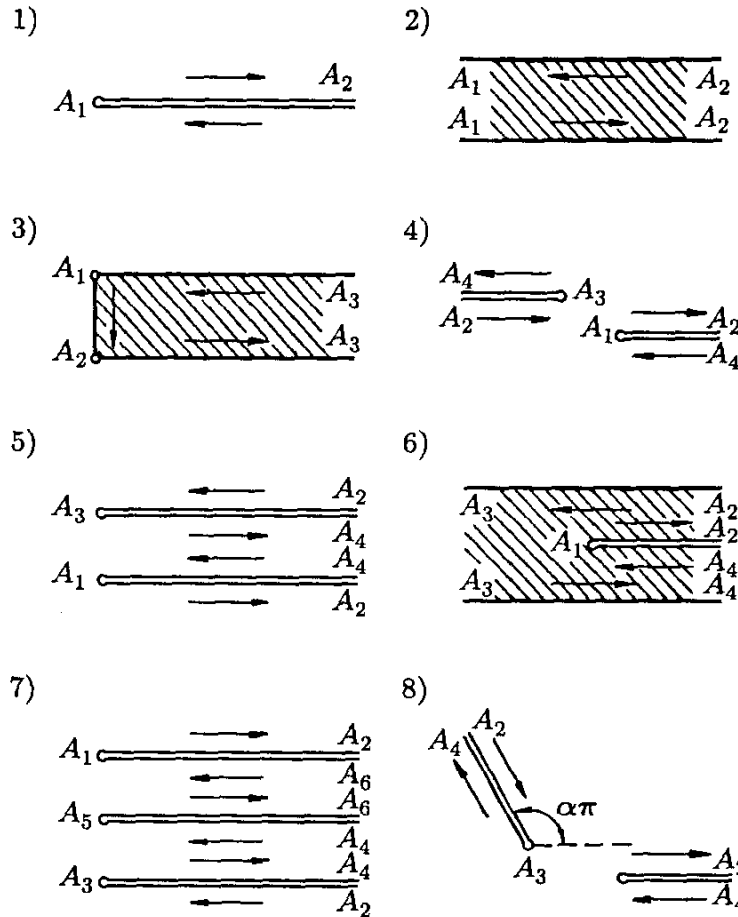 1)
A₂
A₁
2)
A₁ A₂
A₁ A₂
3)
A₁
A₃
A₃
A₂
4)
A₄
A₃
A₂
A₁ A₂
A₄
5)
A₂
A₃
A₄
A₄
A₁
A₂
6)
A₃ A₂
A₂
A₁
A₄
A₃ A₄
7)
A₁ A₂
A₆
A₅ A₆
A₄
A₃ A₄
A₂
8)
A₂
A₄
απ
A₃